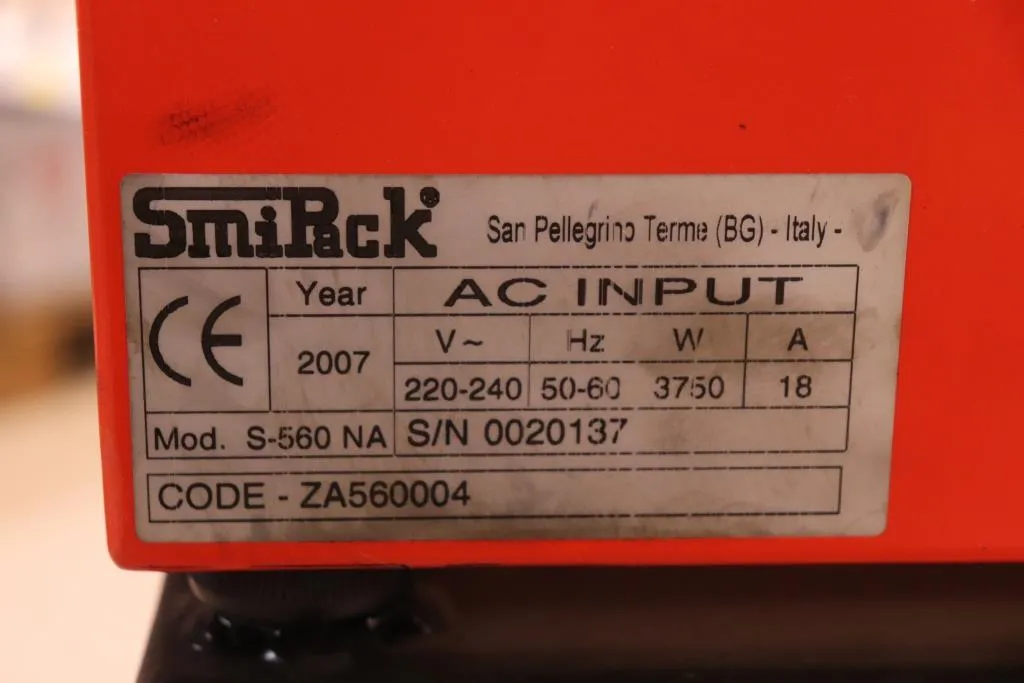 SmiPack® San Pellegrino Terme (BG) - Italy -
CE Year AC INPUT
2007 V~ Hz W A
220-240 50-60 3750 18
Mod. S-560 NA S/N 0020137
CODE - ZA560004